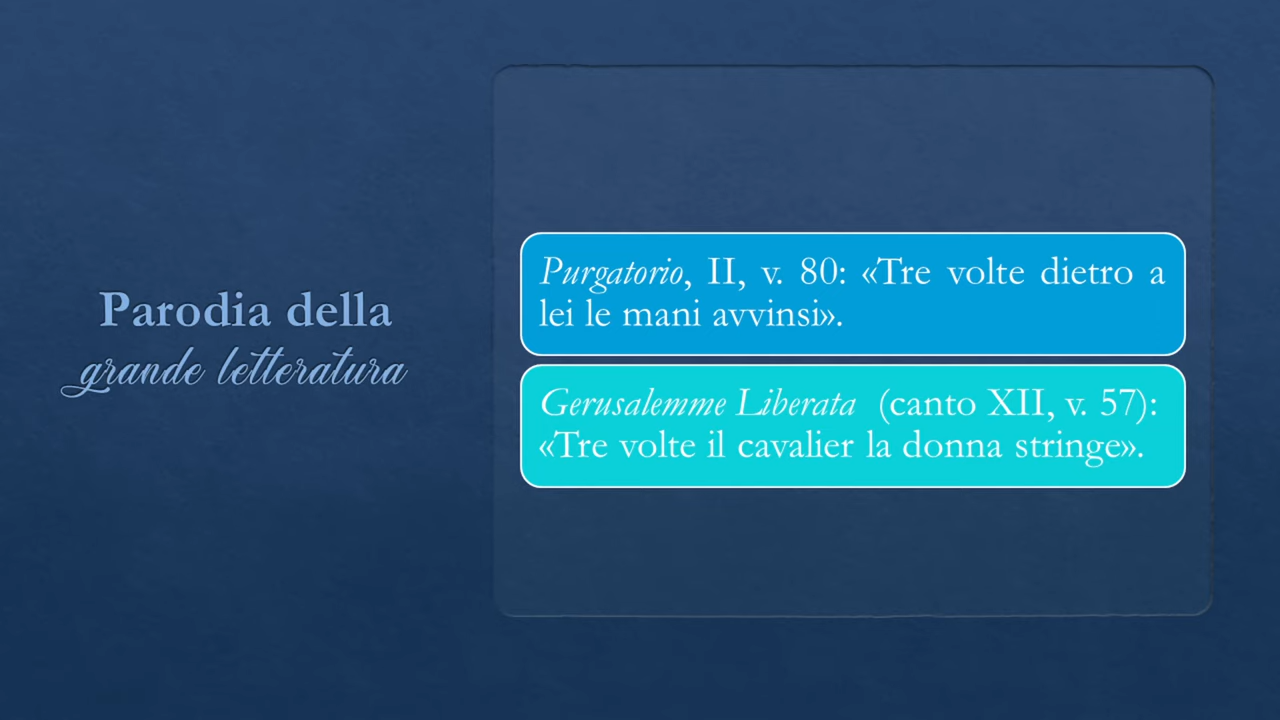 Parodia della
grande letteratura
Purgatorio, II, v. 80: «Tre volte dietro a
lei le mani avvinsi».
Gerusalemme Liberata (canto XII, v. 57):
«Tre volte il cavalier la donna stringe».